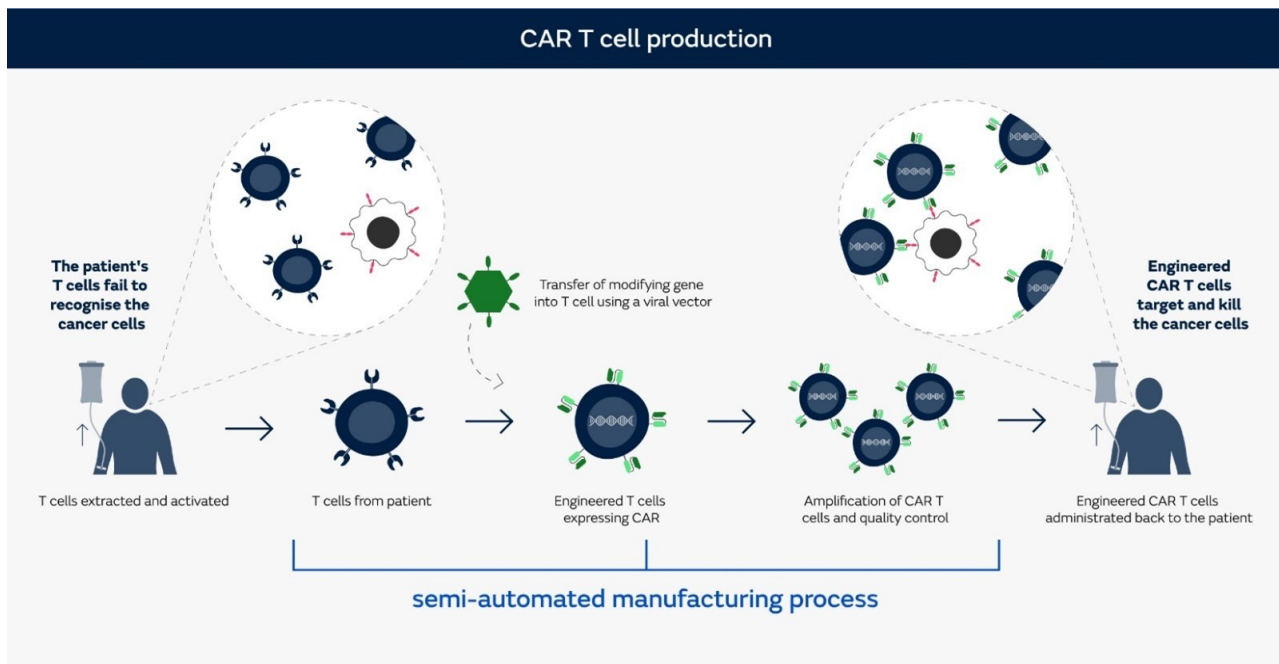 CAR T cell production
The patient's
T cells fail to
recognise the
cancer cells
Transfer of modifying gene
into T cell using a viral vector
Engineered
CAR T cells
target and kill
the cancer cells
T cells extracted and activated
T cells from patient
Engineered T cells
expressing CAR
Amplification of CAR T
cells and quality control
Engineered CAR T cells
administrated back to the patient
semi-automated manufacturing process